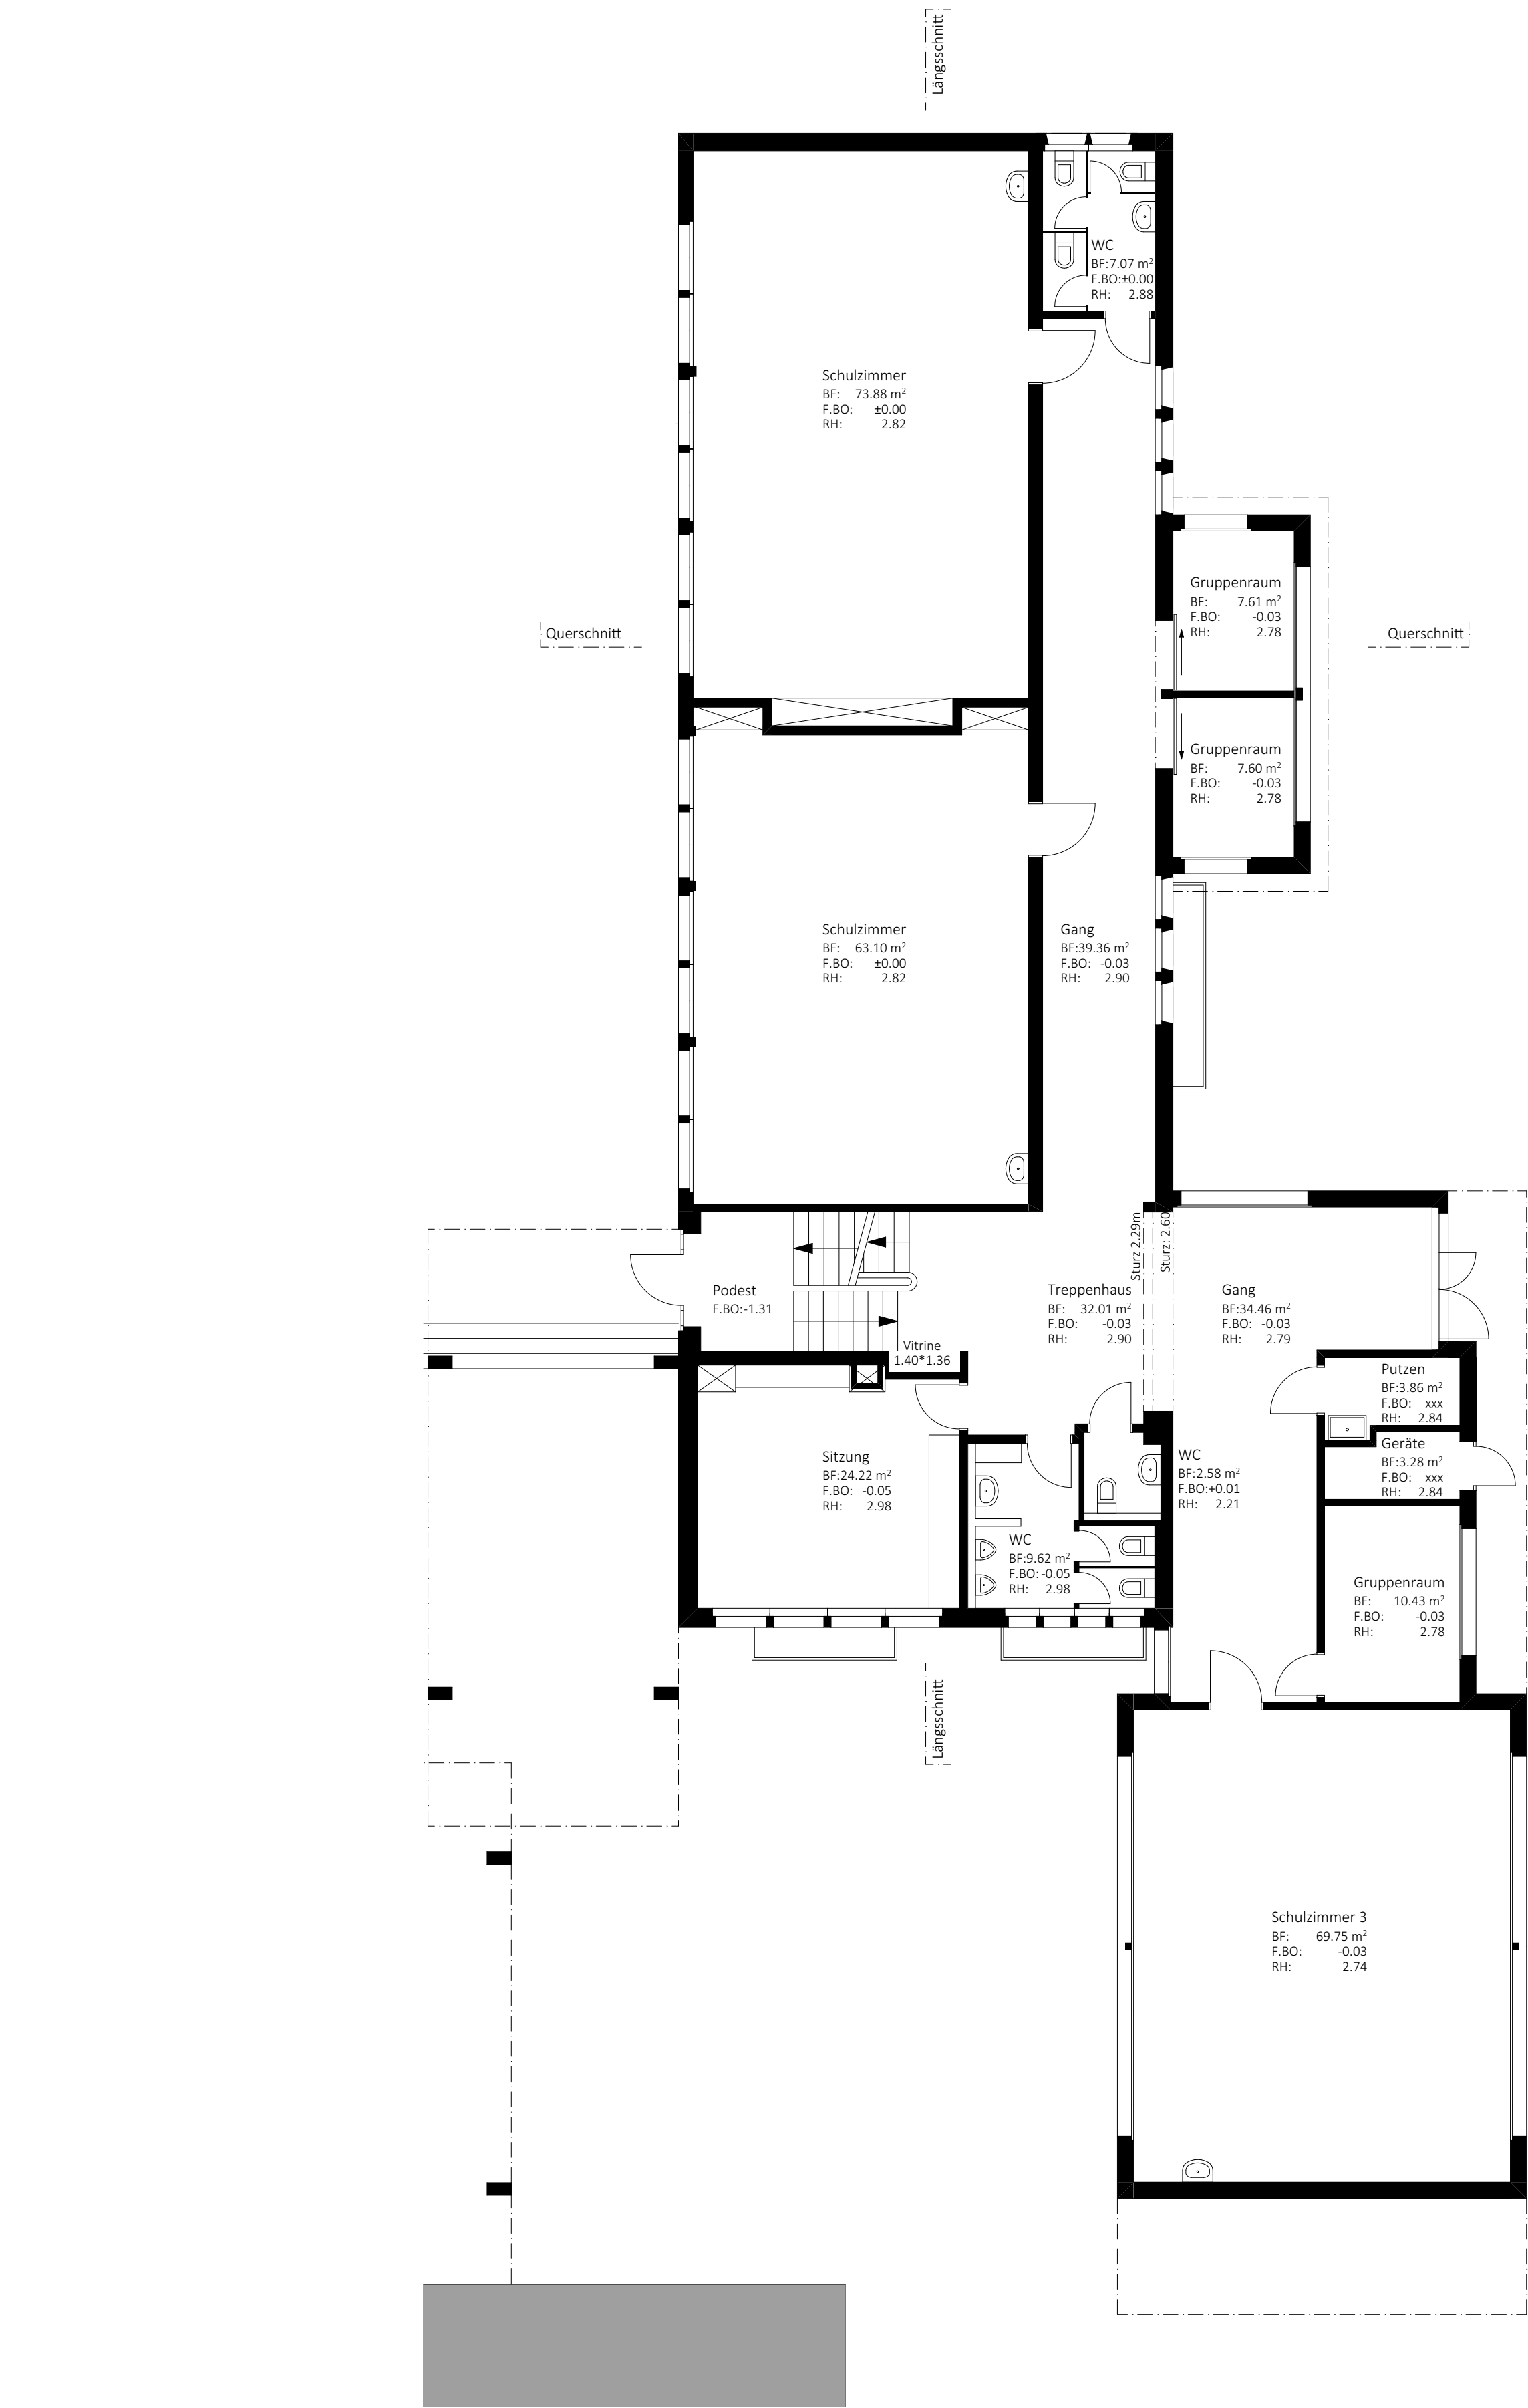 Längsschnitt
WC
BF:7.07 m²
F.BO:±0.00
RH: 2.88
Schulzimmer
BF: 73.88 m²
F.BO: ±0.00
RH: 2.82
Gruppenraum
BF: 7.61 m²
F.BO: -0.03
RH: 2.78
Querschnitt
Querschnitt
Gruppenraum
BF: 7.60 m²
F.BO: -0.03
RH: 2.78
Schulzimmer
BF: 63.10 m²
F.BO: ±0.00
RH: 2.82
Gang
BF:39.36 m²
F.BO: -0.03
RH: 2.90
Sturz 2.29m
Sturz: 2.60
Podest
F.BO:-1.31
Treppenhaus
BF: 32.01 m²
F.BO: -0.03
RH: 2.90
Gang
BF:34.46 m²
F.BO: -0.03
RH: 2.79
Vitrine
1.40*1.36
Putzen
BF:3.86 m²
F.BO: xxx
RH: 2.84
Geräte
BF:3.28 m²
F.BO: xxx
RH: 2.84
Sitzung
BF:24.22 m²
F.BO: -0.05
RH: 2.98
WC
BF:2.58 m²
F.BO:+0.01
RH: 2.21
WC
BF:9.62 m²
F.BO: -0.05
RH: 2.98
Gruppenraum
BF: 10.43 m²
F.BO: -0.03
RH: 2.78
Längsschnitt
Schulzimmer 3
BF: 69.75 m²
F.BO: -0.03
RH: 2.74